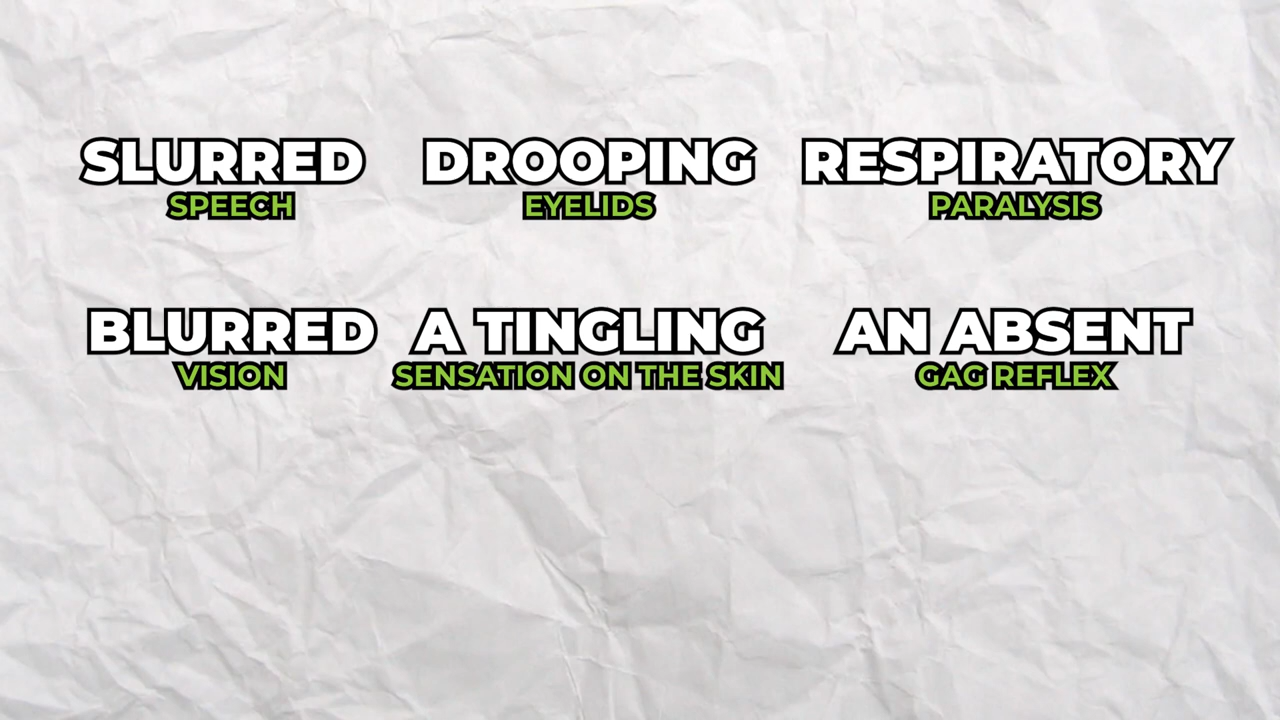 SLURRED
SPEECH
DROOPING
EYELIDS
RESPIRATORY
PARALYSIS
BLURRED
VISION
A TINGLING
SENSATION ON THE SKIN
AN ABSENT
GAG REFLEX